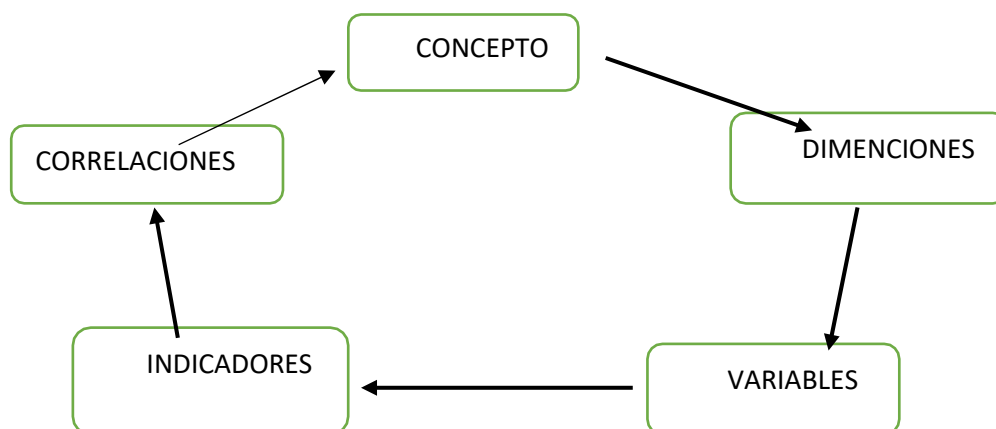 CONCEPTO
DIMENCIONES
CORRELACIONES
INDICADORES
VARIABLES